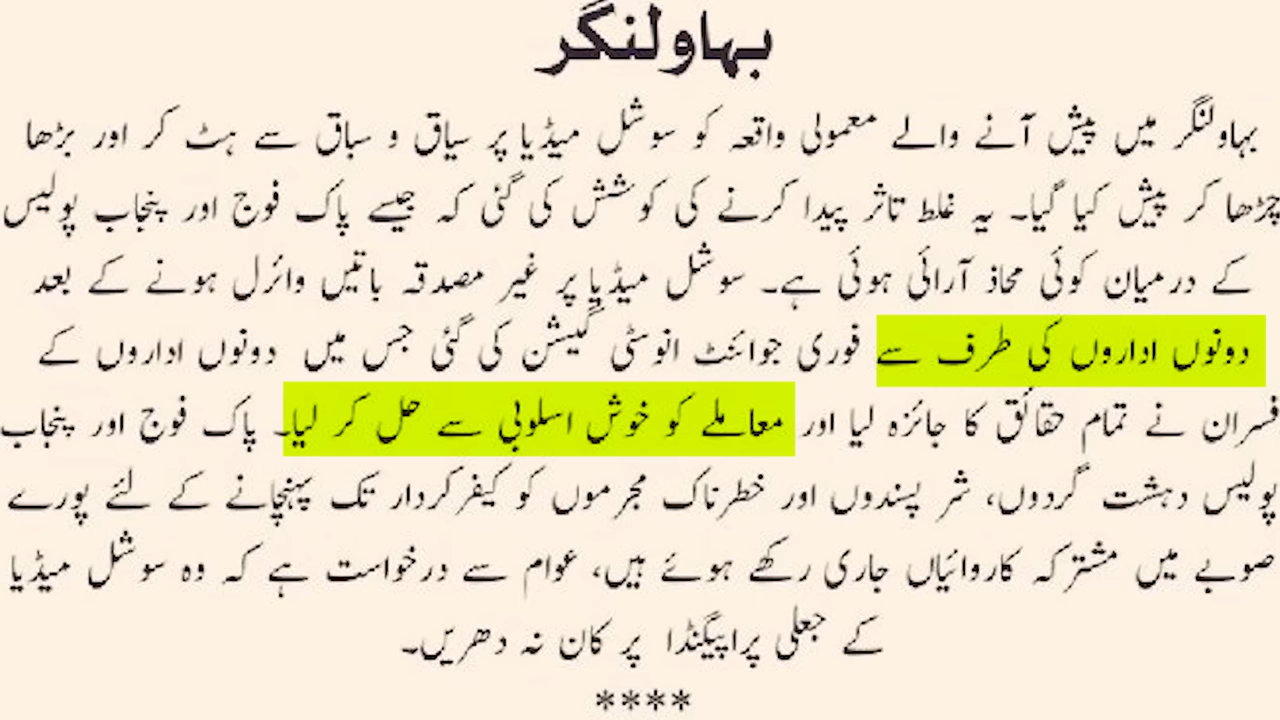 بہاولنگر
بہاولنگر میں پیش آنے والے معمولی واقعہ کو سوشل میڈیا پر سیاق و سباق سے ہٹ کر اور بڑھا
چڑھا کر پیش کیا گیا۔ یہ غلط تاثر پیدا کرنے کی کوشش کی گئی کہ جیسے پاک فوج اور پنجاب پولیس
کے درمیان کوئی محاذ آرائی ہوئی ہے۔ سوشل میڈیا پر غیر مصدقہ باتیں وائرل ہونے کے بعد
دونوں اداروں کی طرف سے فوری جوائنٹ انوسٹی گیشن کی گئی جس میں دونوں اداروں کے
فسران نے تمام حقائق کا جائزہ لیا اور معاملے کو خوش اسلوبی سے حل کر لیا۔ پاک فوج اور پنجاب
پولیس دہشت گردوں، شر پسندوں اور خطرناک مجرموں کو کیفرکردار تک پہنچانے کے لئے پورے
صوبے میں مشترکہ کاروائیاں جاری رکھے ہوئے ہیں، عوام سے درخواست ہے کہ وہ سوشل میڈیا
کے جعلی پراپیگنڈا پر کان نہ دھریں۔
****